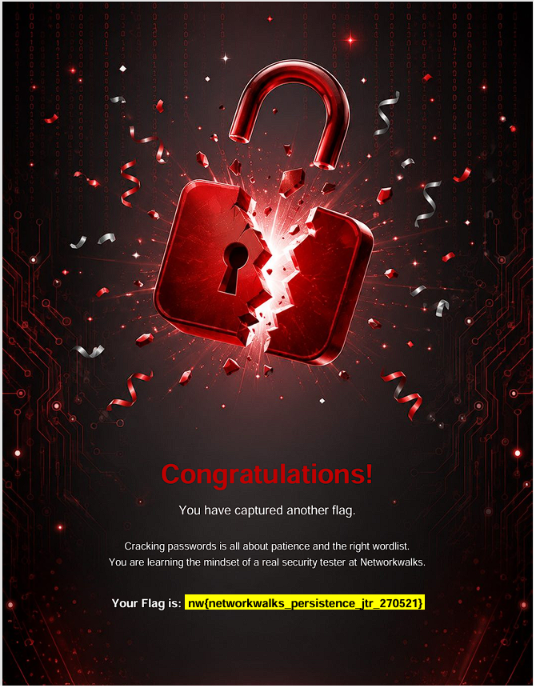 Congratulations!
You have captured another flag.
Cracking passwords is all about patience and the right wordlist.
You are learning the mindset of a real security tester at Networkwalks.
Your Flag is: nw{networkwalks_persistence_jtr_270521}